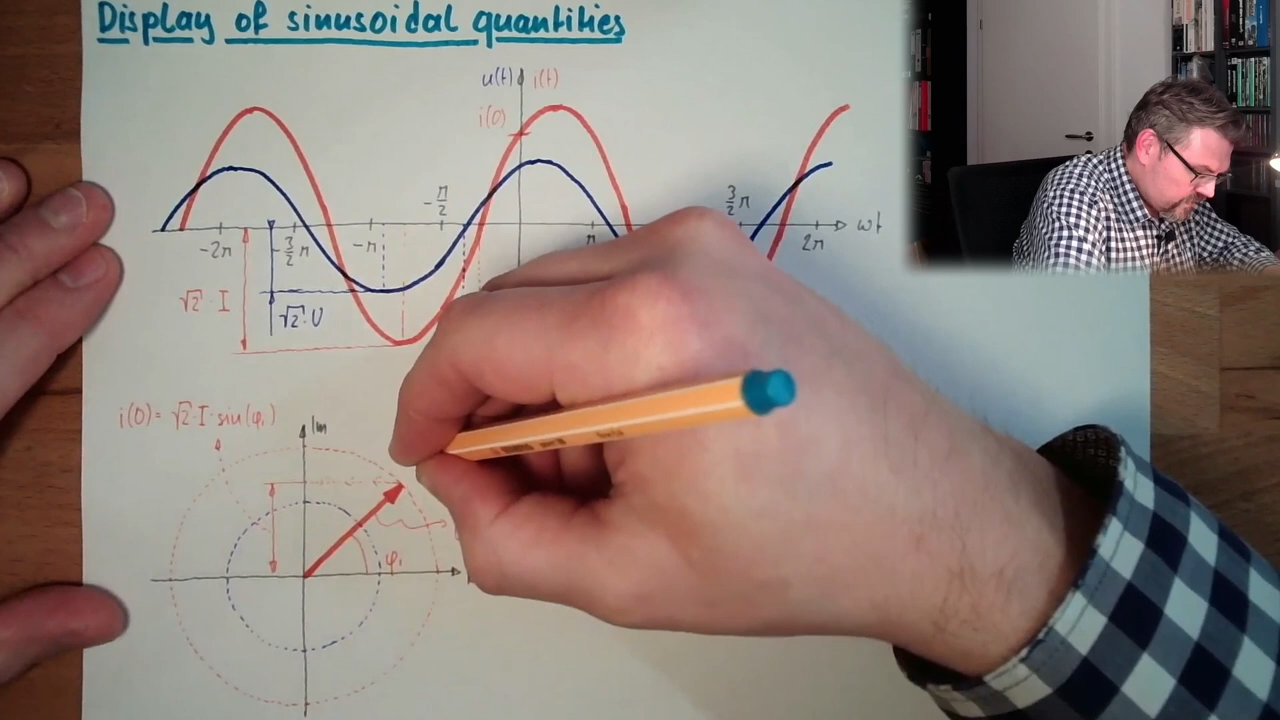 Display of sinusoidal quantities
u(t) i(t)
i(0)
-π/2
3/2 π
-2π
-3/2 π
-π
π
2π
ωt
√2 · I
√2 · U
i(0) = √2 · I · sin(φᵢ)
Im
φᵢ